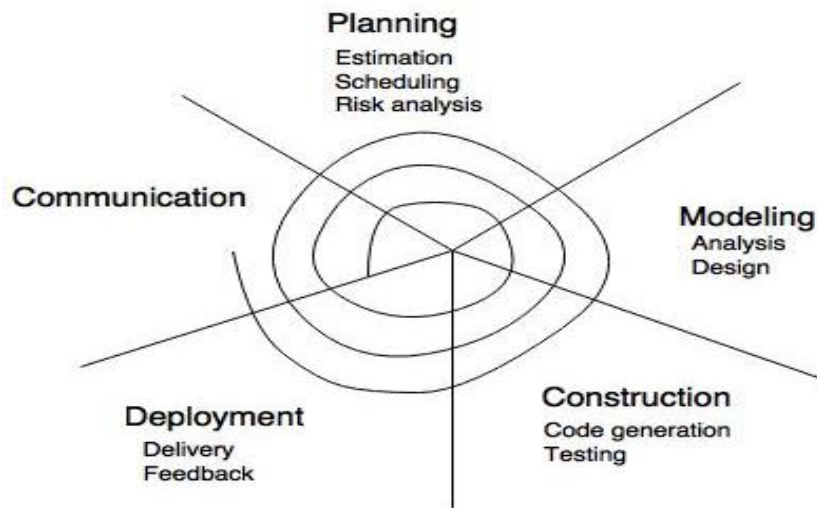 Planning
Estimation
Scheduling
Risk analysis
Communication
Modeling
Analysis
Design
Construction
Code generation
Testing
Deployment
Delivery
Feedback